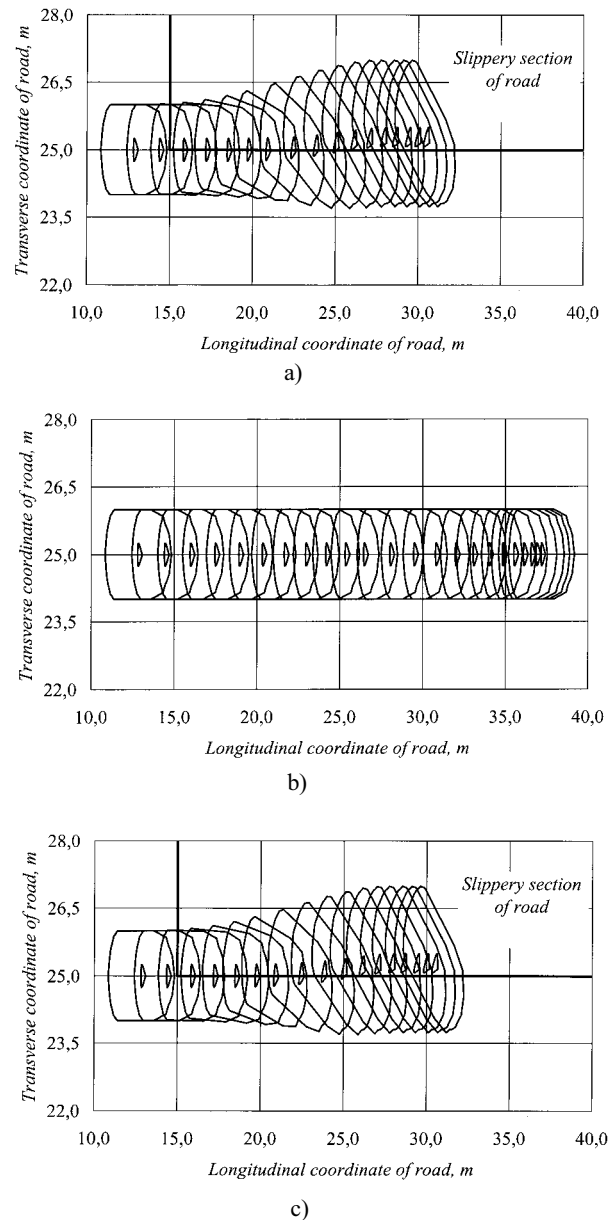 Transverse coordinate of road, m
28,0
26,5
25,0
23,5
22,0
Slippery section
of road
10,0 15,0 20,0 25,0 30,0 35,0 40,0
Longitudinal coordinate of road, m
a)
Transverse coordinate of road, m
28,0
26,5
25,0
23,5
22,0
10,0 15,0 20,0 25,0 30,0 35,0 40,0
Longitudinal coordinate of road, m
b)
Transverse coordinate of road, m
28,0
26,5
25,0
23,5
22,0
Slippery section
of road
10,0 15,0 20,0 25,0 30,0 35,0 40,0
Longitudinal coordinate of road, m
c)